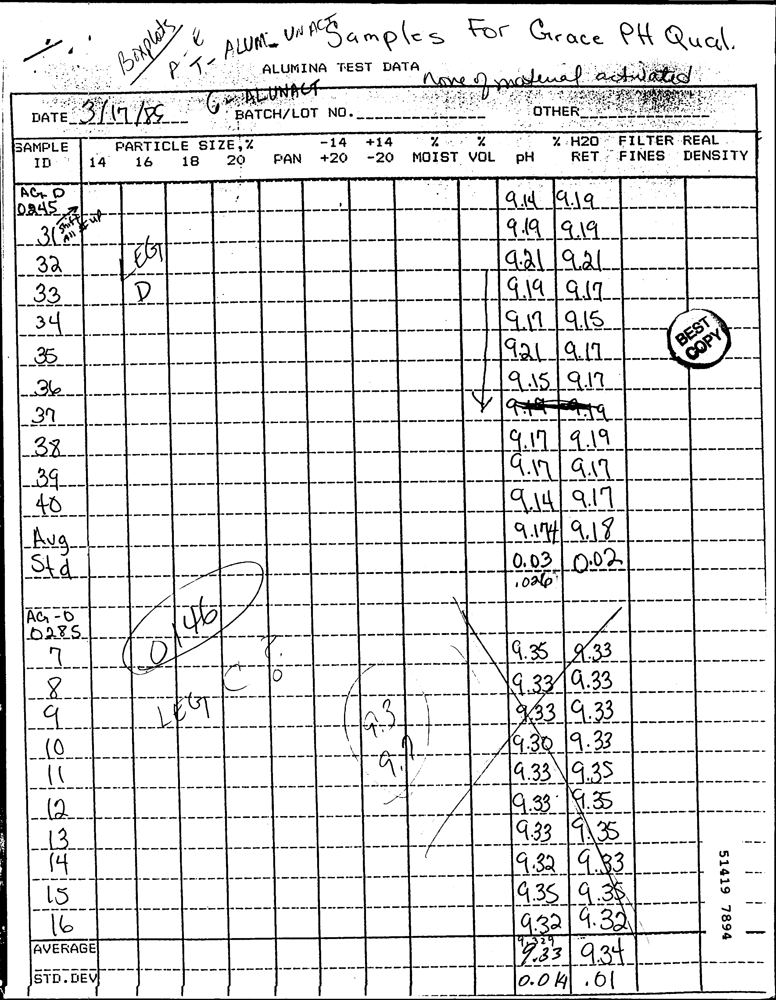 Boxplots P - E T- ALUM- UNACT Samples For Grace PH Qual.
ALUMINA TEST DATA none of material activated
G - ALUNACT
DATE 3/17/85 BATCH/LOT NO. OTHER
SAMPLE PARTICLE SIZE,% -14 +14 % % % H2O FILTER REAL
ID 14 16 18 20 PAN +20 -20 MOIST VOL pH RET FINES DENSITY
AG-D
0245 9.14 9.19
31 shift all up 9.19 9.19
32 LEG 9.21 9.21
33 D 9.19 9.17
34 9.17 9.15
BEST COPY
35 9.21 9.17
36 9.15 9.17
37
38 9.17 9.19
39 9.17 9.17
40 9.14 9.17
Avg 9.174 9.18
Std 0.03 0.02
.026
0146
AG-D
0285
7 9.35 9.33
8 C? 9.33 9.33
9 LEG 9.3 9.33 9.33
10 9.7 9.30 9.33
11 9.33 9.35
12 9.33 9.35
13 9.33 9.35
14 9.32 9.33
15 9.35 9.35
16 9.32 9.32
9.329
AVERAGE 9.33 9.34
STD.DEV 0.014 .01
51419 7894